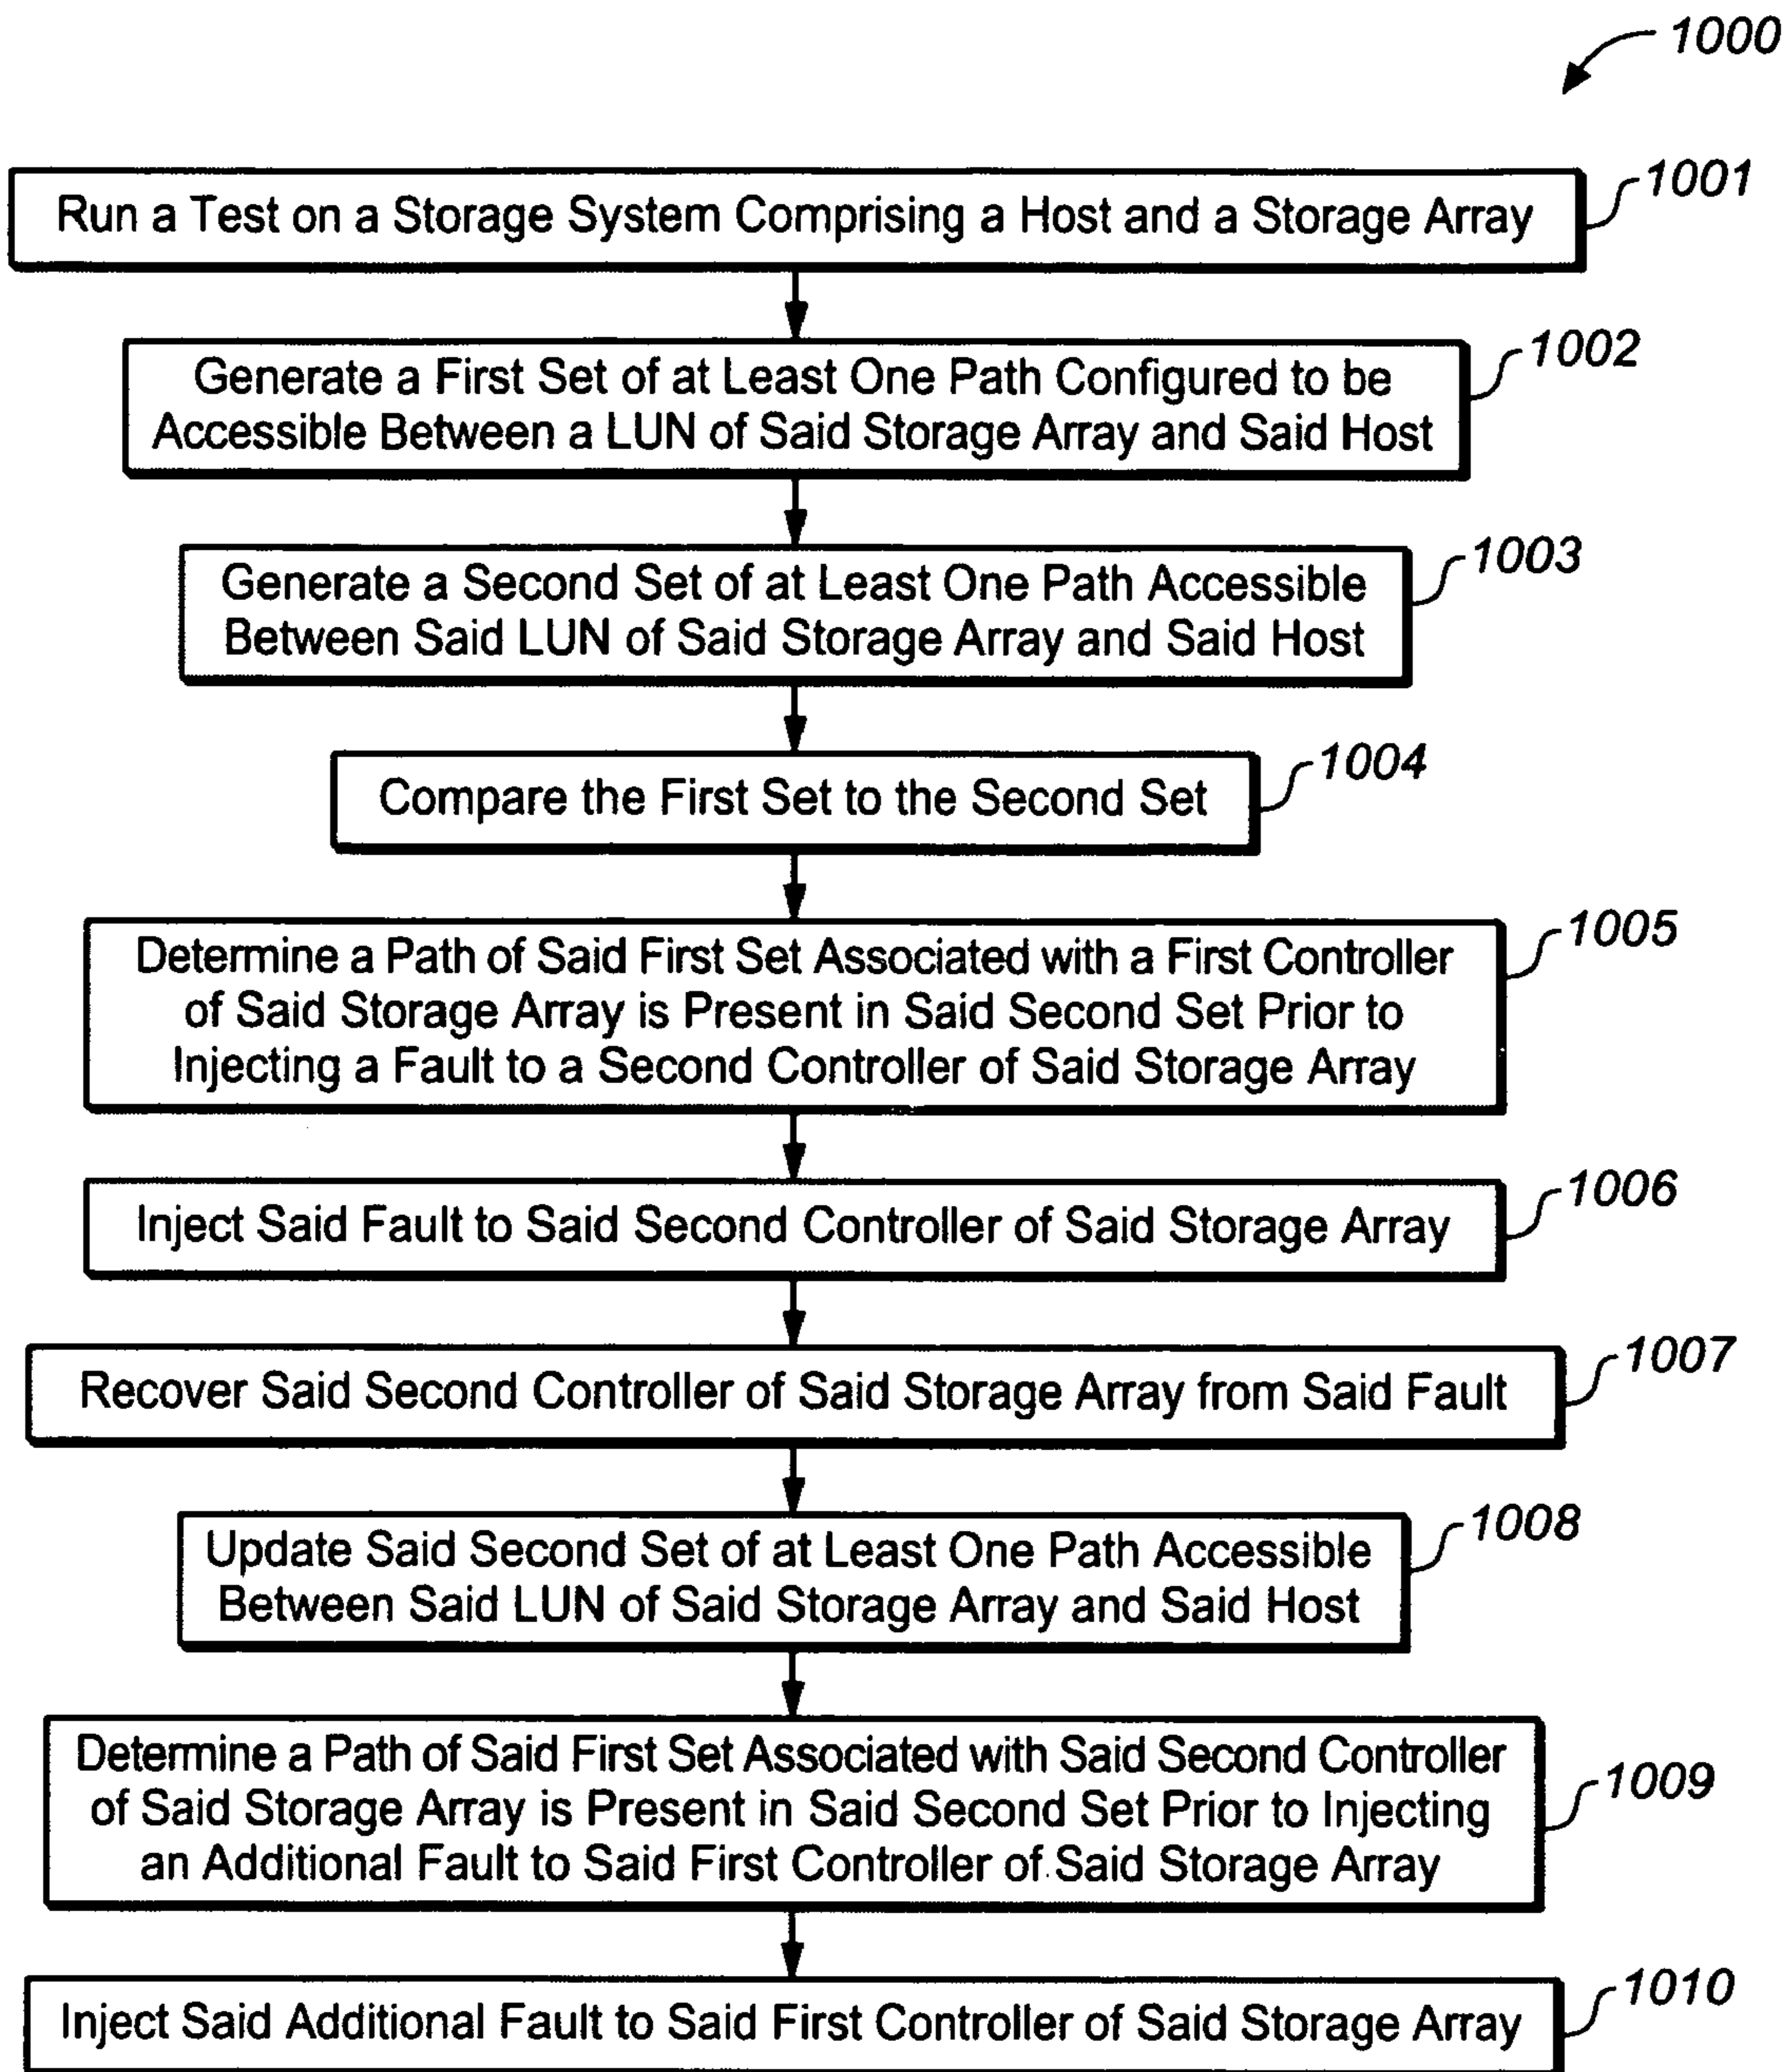 1000
1001
Run a Test on a Storage System Comprising a Host and a Storage Array
1002
Generate a First Set of at Least One Path Configured to be
Accessible Between a LUN of Said Storage Array and Said Host
1003
Generate a Second Set of at Least One Path Accessible
Between Said LUN of Said Storage Array and Said Host
1004
Compare the First Set to the Second Set
1005
Determine a Path of Said First Set Associated with a First Controller
of Said Storage Array is Present in Said Second Set Prior to
Injecting a Fault to a Second Controller of Said Storage Array
1006
Inject Said Fault to Said Second Controller of Said Storage Array
1007
Recover Said Second Controller of Said Storage Array from Said Fault
1008
Update Said Second Set of at Least One Path Accessible
Between Said LUN of Said Storage Array and Said Host
1009
Determine a Path of Said First Set Associated with Said Second Controller
of Said Storage Array is Present in Said Second Set Prior to Injecting
an Additional Fault to Said First Controller of Said Storage Array
1010
Inject Said Additional Fault to Said First Controller of Said Storage Array